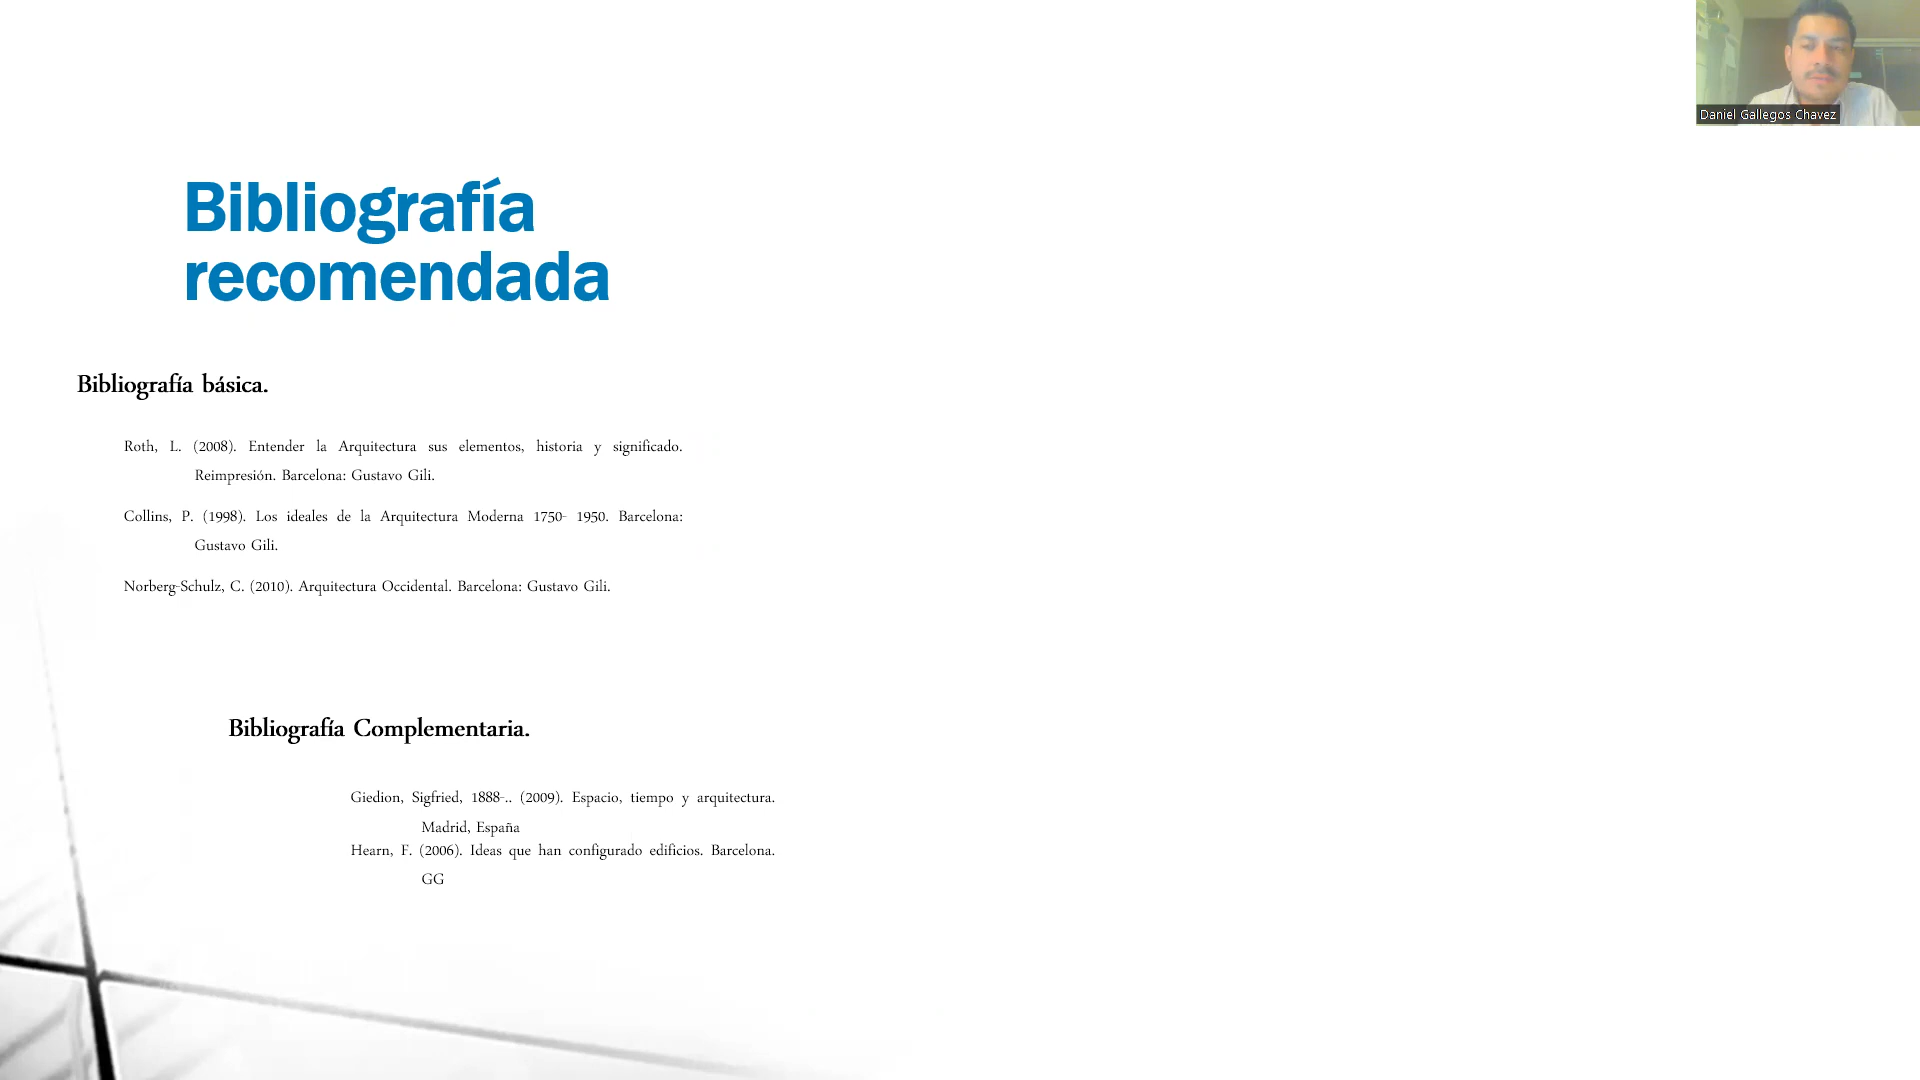 Daniel Gallegos Chavez
Bibliografía
recomendada
Bibliografía básica.
Roth, L. (2008). Entender la Arquitectura sus elementos, historia y significado.
Reimpresión. Barcelona: Gustavo Gili.
Collins, P. (1998). Los ideales de la Arquitectura Moderna 1750- 1950. Barcelona:
Gustavo Gili.
Norberg-Schulz, C. (2010). Arquitectura Occidental. Barcelona: Gustavo Gili.
Bibliografía Complementaria.
Giedion, Sigfried, 1888-.. (2009). Espacio, tiempo y arquitectura.
Madrid, España
Hearn, F. (2006). Ideas que han configurado edificios. Barcelona.
GG